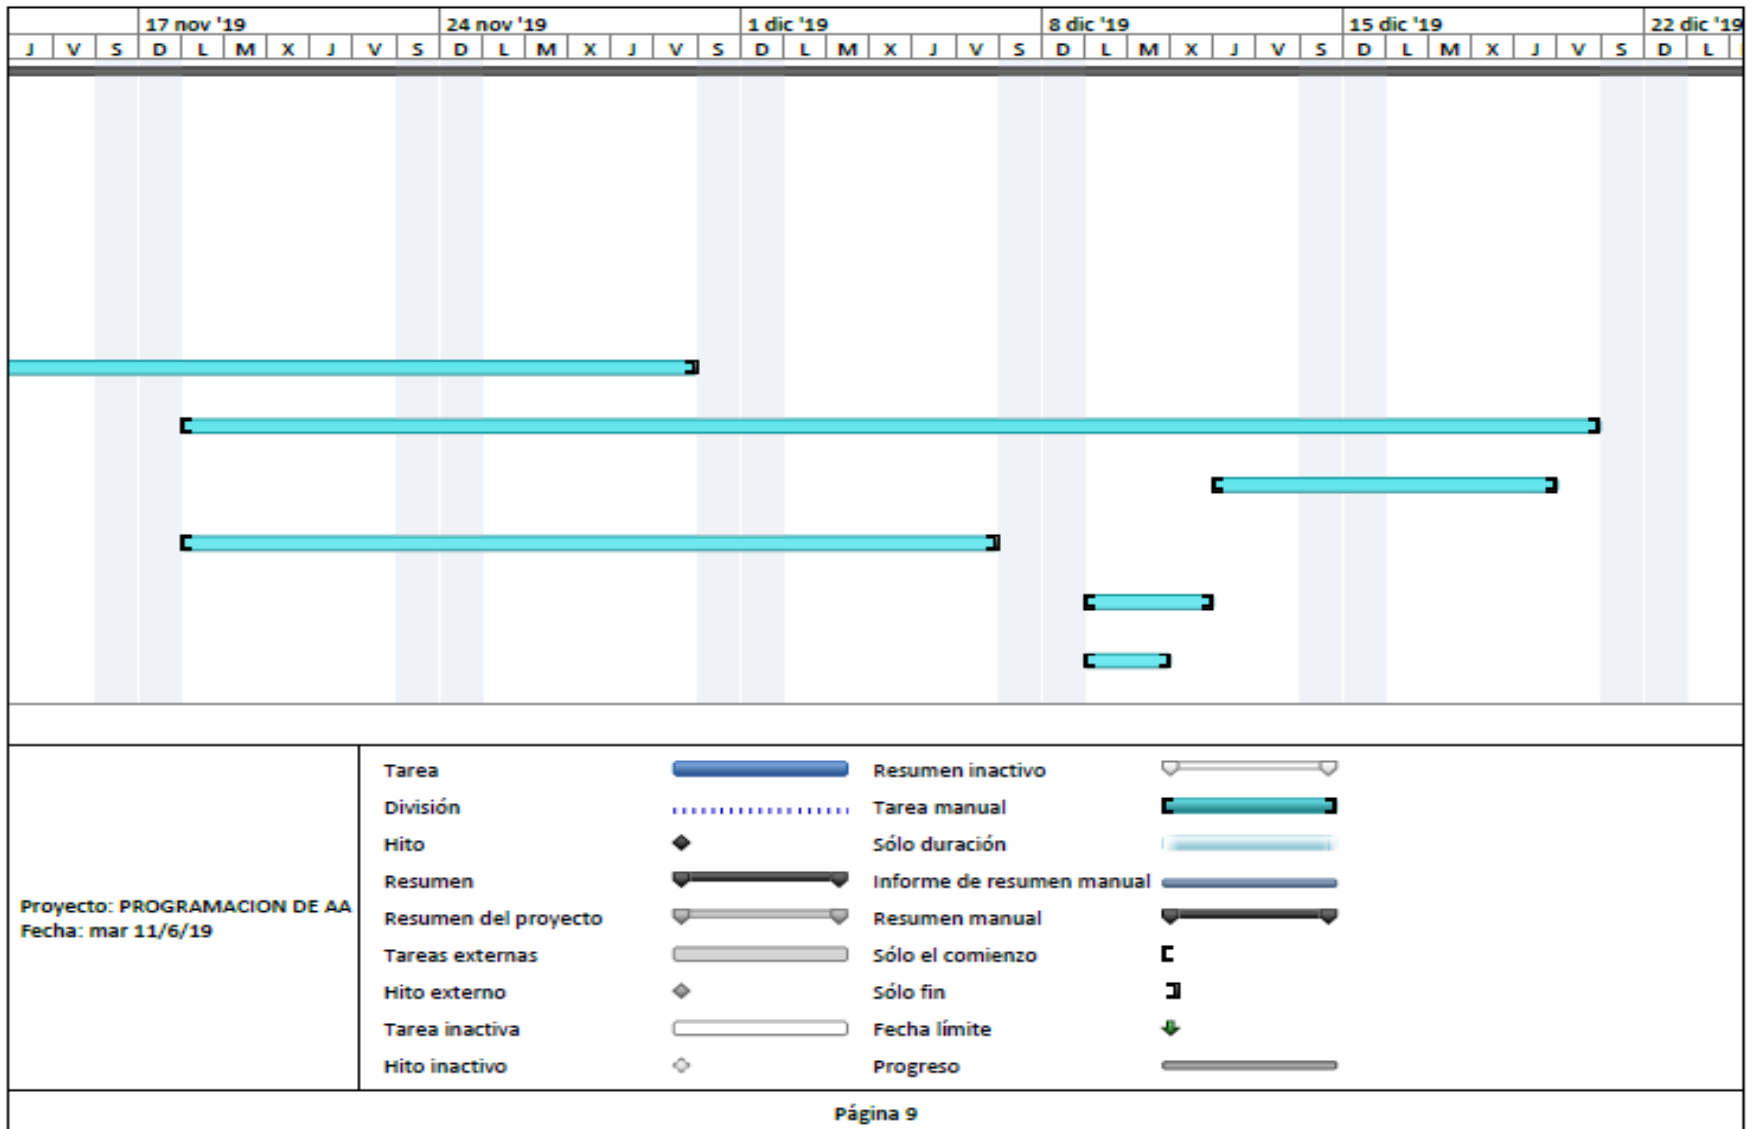 17 nov '19 24 nov '19 1 dic '19 8 dic '19 15 dic '19 22 dic '19
J V S D L M X J V S D L M X J V S D L M X J V S D L M X J V S D L M X J V S D L
Tarea
División
Hito
Resumen
Resumen del proyecto
Tareas externas
Hito externo
Tarea inactiva
Hito inactivo
Resumen inactivo
Tarea manual
Sólo duración
Informe de resumen manual
Resumen manual
Sólo el comienzo
Sólo fin
Fecha límite
Progreso
Proyecto: PROGRAMACION DE AA
Fecha: mar 11/6/19
Página 9